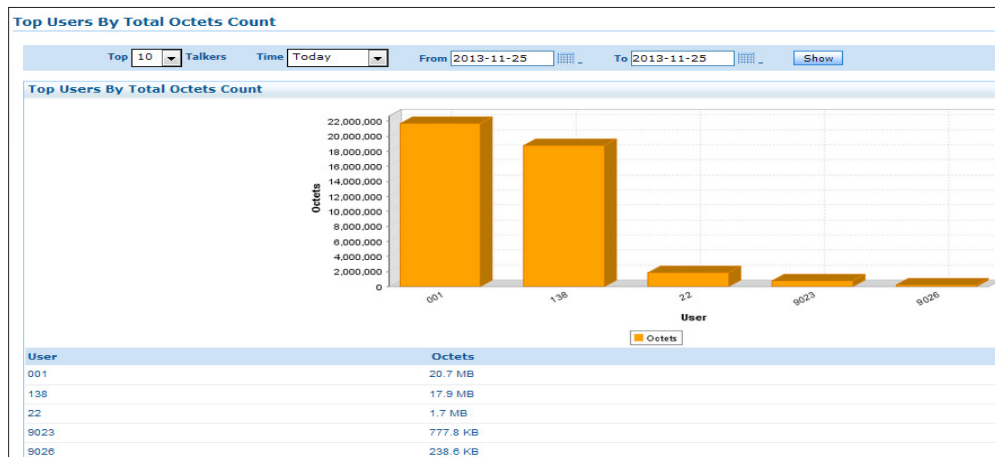 Top Users By Total Octets Count
Top 10 Talkers Time Today From 2013-11-25 To 2013-11-25 Show
Top Users By Total Octets Count
22,000,000
20,000,000
18,000,000
16,000,000
14,000,000
12,000,000
10,000,000
8,000,000
6,000,000
4,000,000
2,000,000
0
Octets
001 138 22 9023 9026
User
Octets
User Octets
001 20.7 MB
138 17.9 MB
22 1.7 MB
9023 777.8 KB
9026 238.6 KB